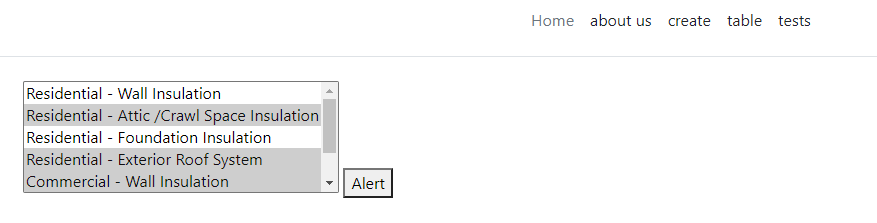 Home about us create table tests
Residential - Wall Insulation
Residential - Attic /Crawl Space Insulation
Residential - Foundation Insulation
Residential - Exterior Roof System
Commercial - Wall Insulation
Alert